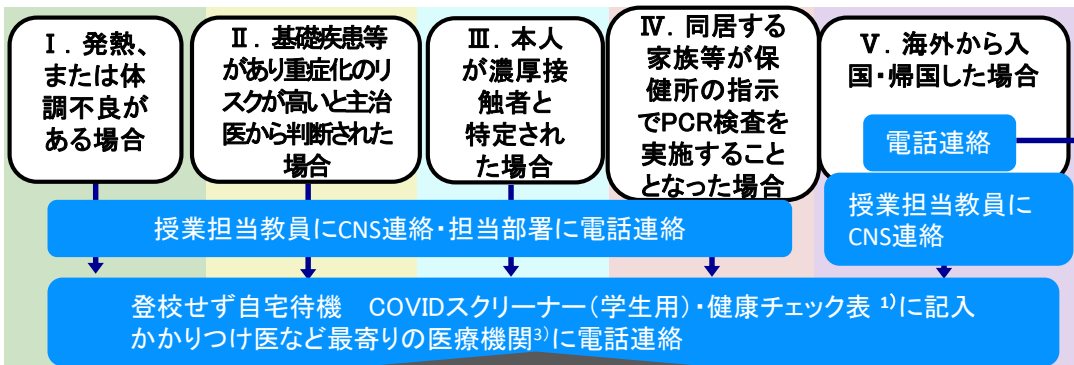 Ⅰ．発熱、
または体
調不良が
ある場合
Ⅱ．基礎疾患等
があり重症化のリ
スクが高いと主治
医から判断された
場合
Ⅲ．本人
が濃厚接
触者と
特定され
た場合
Ⅳ．同居する
家族等が保
健所の指示
でPCR検査を
実施すること
となった場合
Ⅴ．海外から入
国・帰国した場合
電話連絡
授業担当教員にCNS連絡・担当部署に電話連絡
授業担当教員に
CNS連絡
登校せず自宅待機　COVIDスクリーナー（学生用）・健康チェック表 1)に記入
かかりつけ医など最寄りの医療機関3)に電話連絡